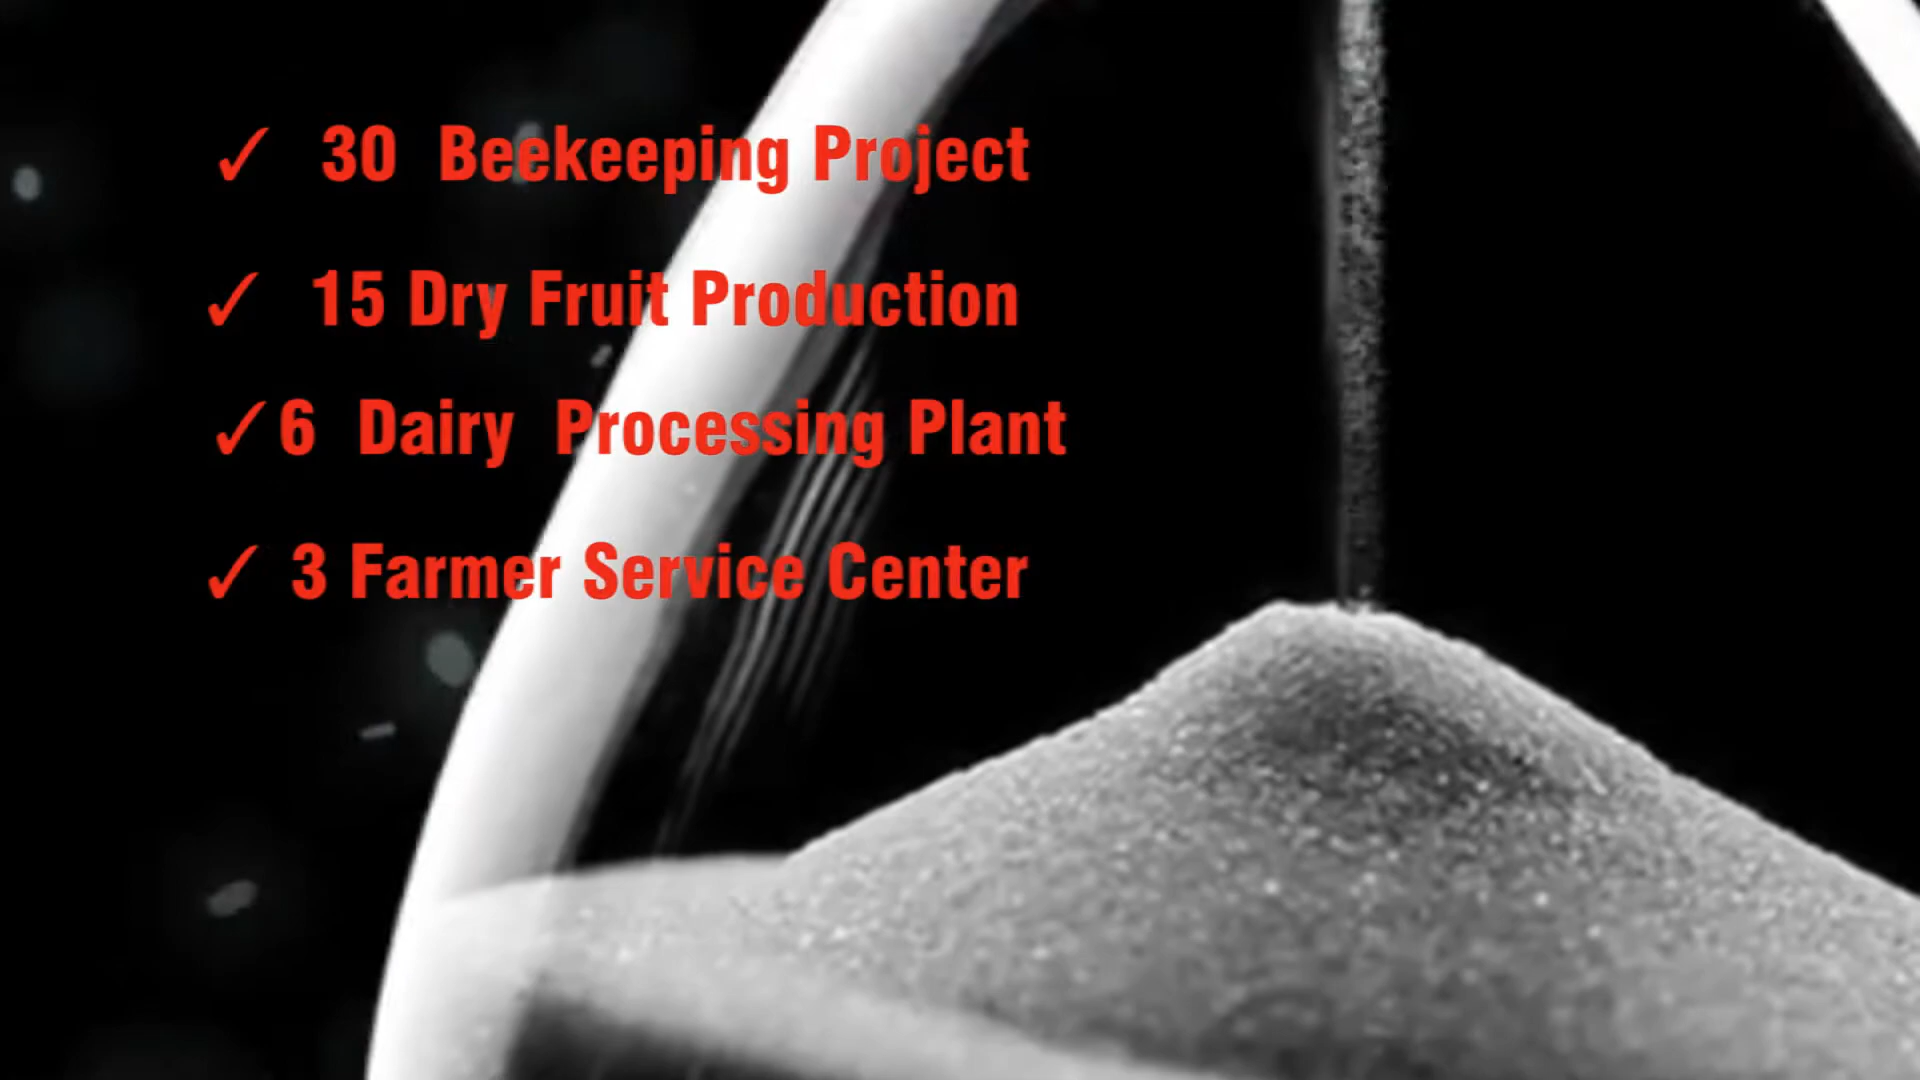 ✓ 30 Beekeeping Project
✓ 15 Dry Fruit Production
✓ 6 Dairy Processing Plant
✓ 3 Farmer Service Center